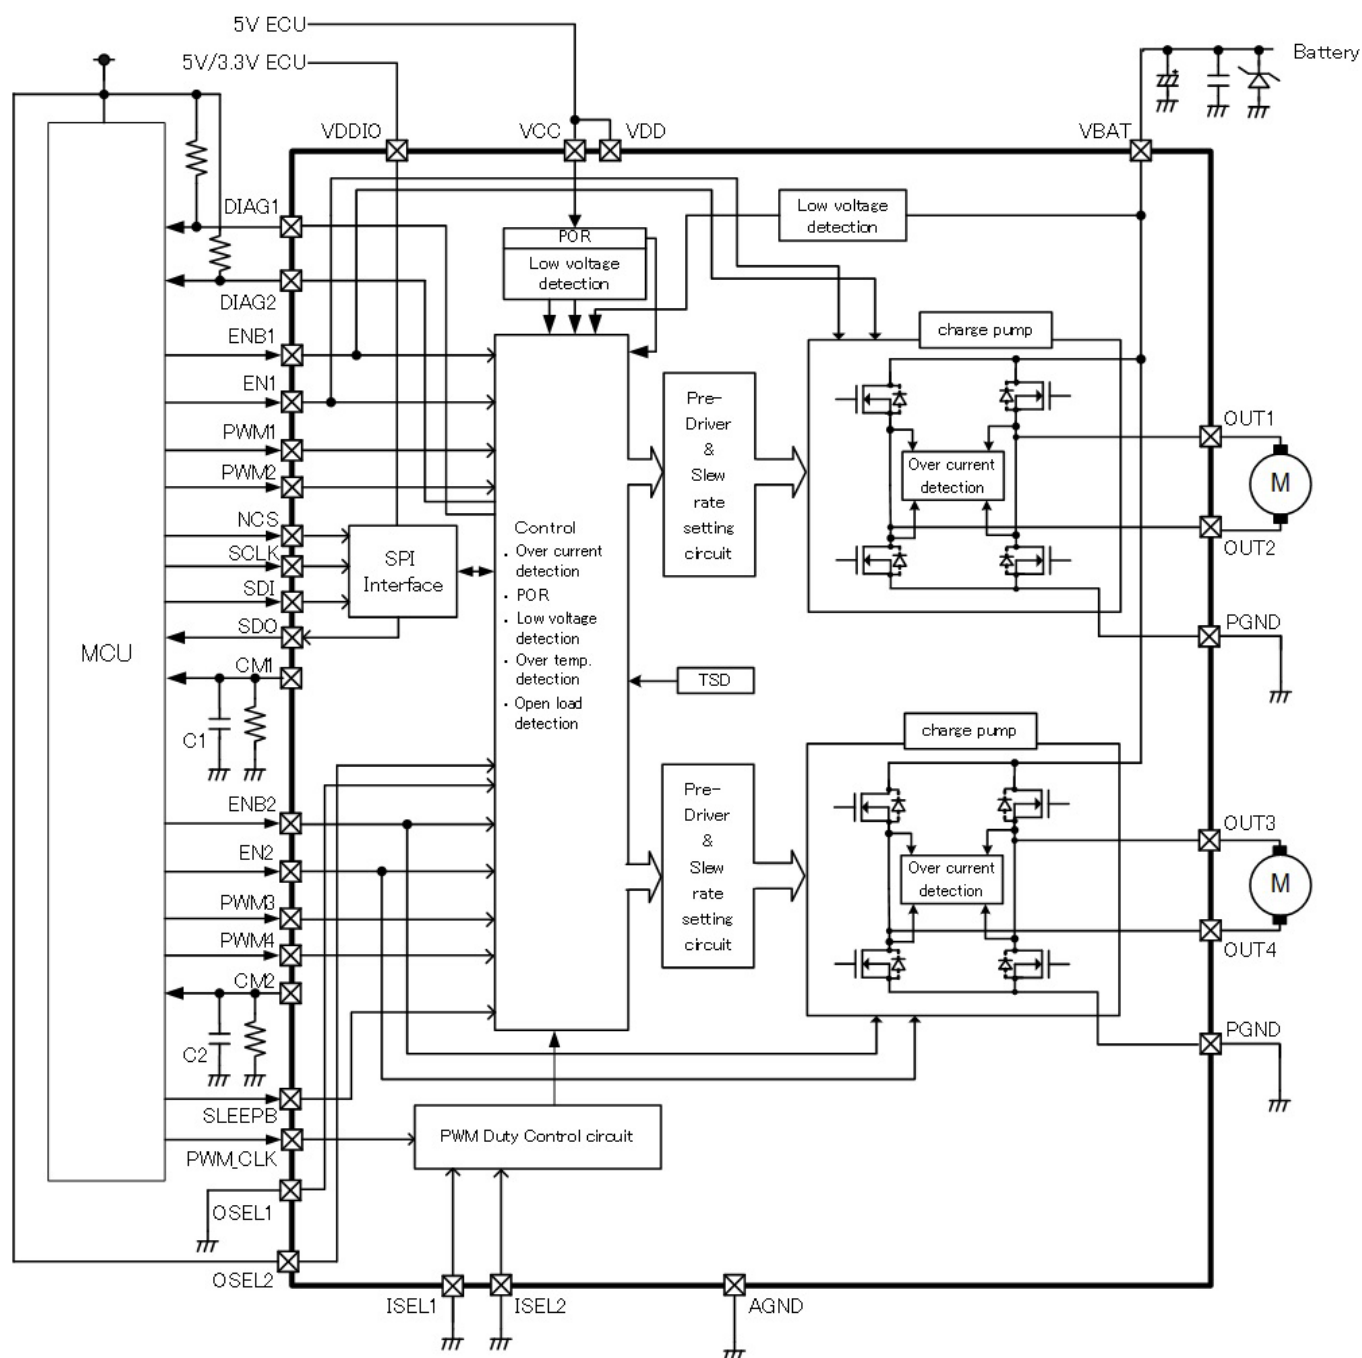 5V ECU
5V/3.3V ECU
Battery
VDDIO
VCC
VDD
VBAT
DIAG1
Low voltage
detection
POR
Low voltage
detection
DIAG2
ENB1
charge pump
EN1
Pre-
Driver
&
Slew
rate
setting
circuit
OUT1
PWM1
Over current
detection
M
PWM2
NCS
OUT2
SCLK
SPI
Interface
SDI
SDO
Control
・ Over current
detection
・ POR
・ Low voltage
detection
・ Over temp.
detection
・ Open load
detection
PGND
MCU
CM1
TSD
C1
charge pump
ENB2
Pre-
Driver
&
Slew
rate
setting
circuit
OUT3
EN2
Over current
detection
M
PWM3
PWM4
OUT4
CM2
C2
PGND
SLEEPB
PWM Duty Control circuit
PWM_CLK
OSEL1
OSEL2
ISEL1
ISEL2
AGND